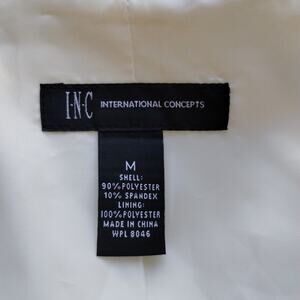 I·N·C INTERNATIONAL CONCEPTS
M
SHELL:
90% POLYESTER
10% SPANDEX
LINING:
100% POLYESTER
MADE IN CHINA
WPL 8046